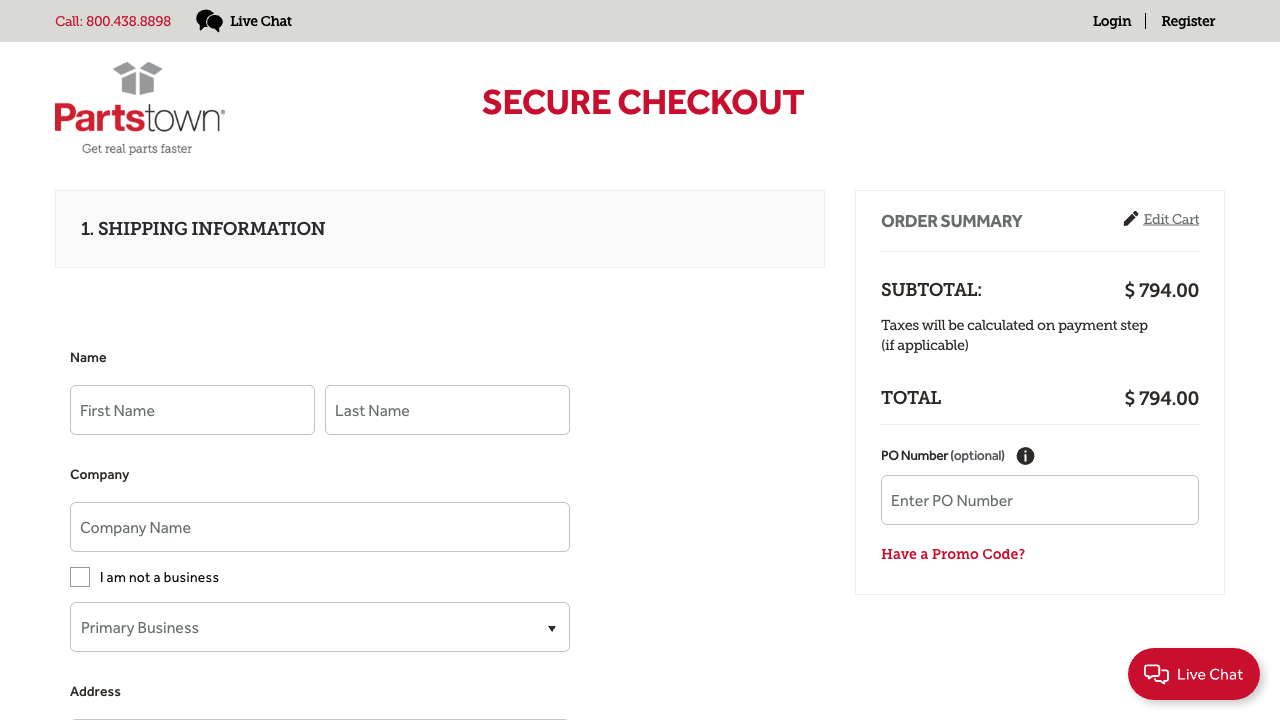 Call: 800.438.8898
Live Chat
Login
Register
Partstown®
Get real parts faster
SECURE CHECKOUT
1. SHIPPING INFORMATION
Name
First Name
Last Name
Company
Company Name
I am not a business
Primary Business
Address
ORDER SUMMARY
Edit Cart
SUBTOTAL: $ 794.00
Taxes will be calculated on payment step
(if applicable)
TOTAL $ 794.00
PO Number (optional)
Enter PO Number
Have a Promo Code?
Live Chat